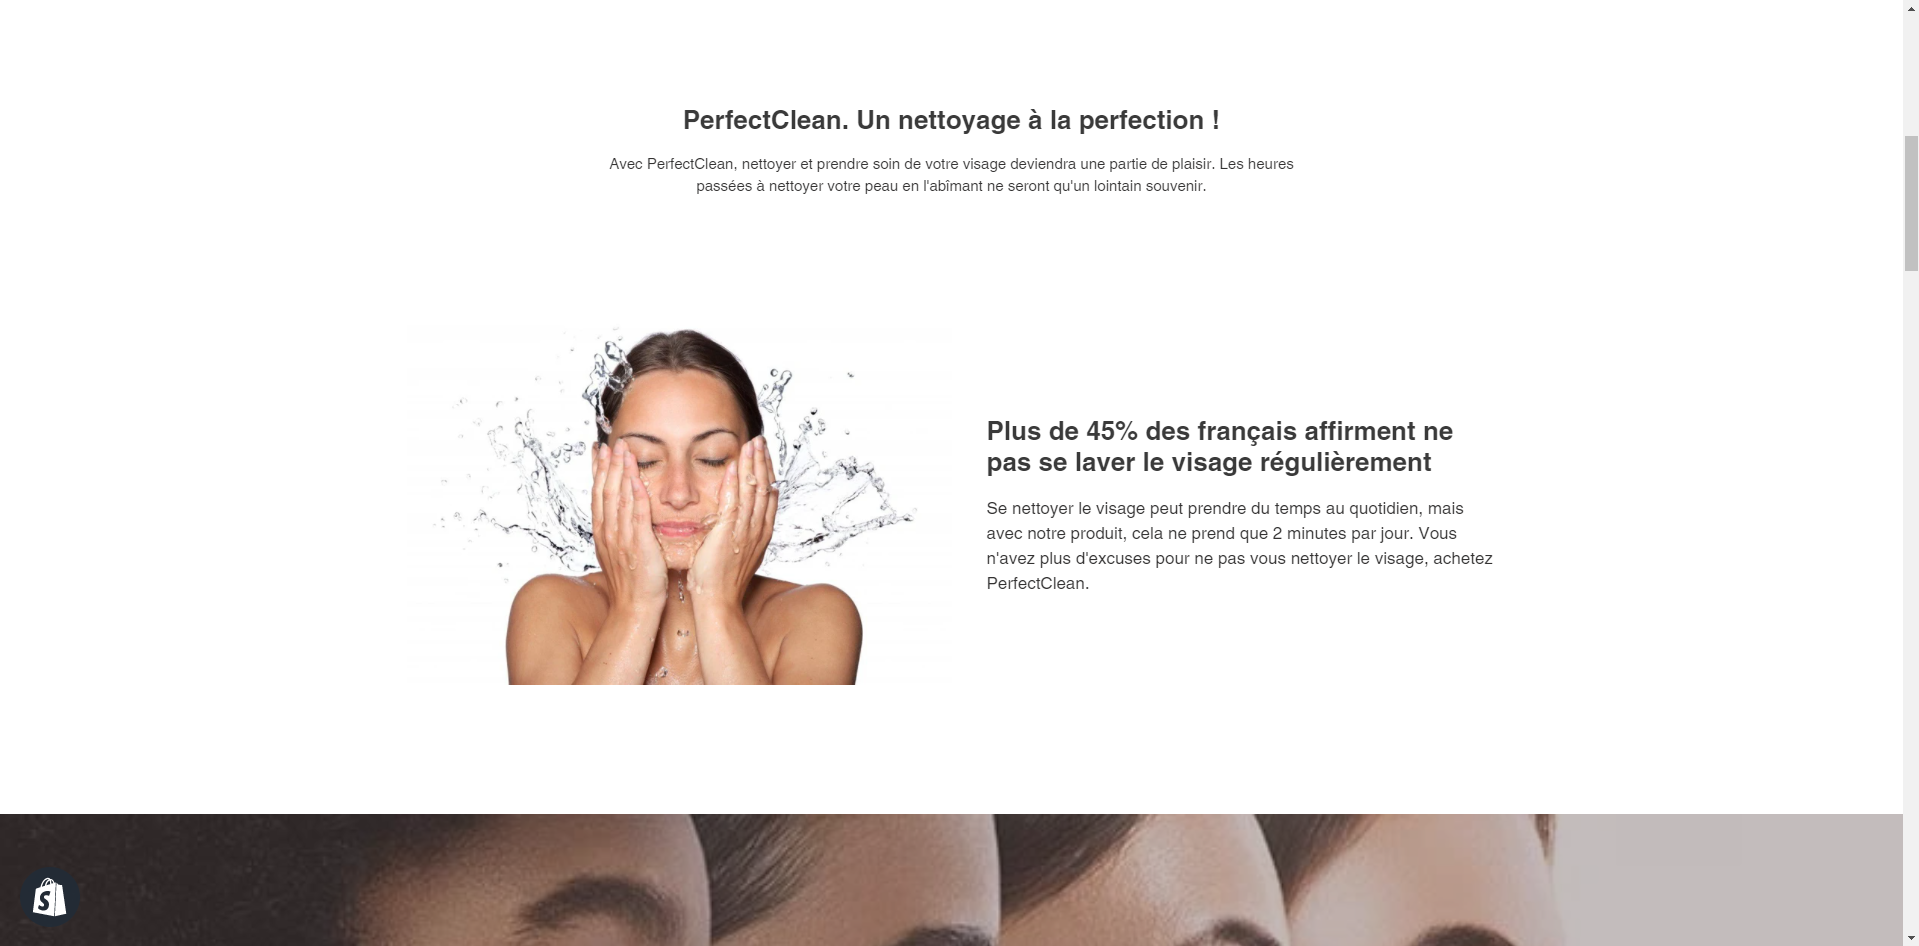 PerfectClean. Un nettoyage à la perfection !
Avec PerfectClean, nettoyer et prendre soin de votre visage deviendra une partie de plaisir. Les heures
passées à nettoyer votre peau en l'abîmant ne seront qu'un lointain souvenir.
Plus de 45% des français affirment ne
pas se laver le visage régulièrement
Se nettoyer le visage peut prendre du temps au quotidien, mais
avec notre produit, cela ne prend que 2 minutes par jour. Vous
n'avez plus d'excuses pour ne pas vous nettoyer le visage, achetez
PerfectClean.
S